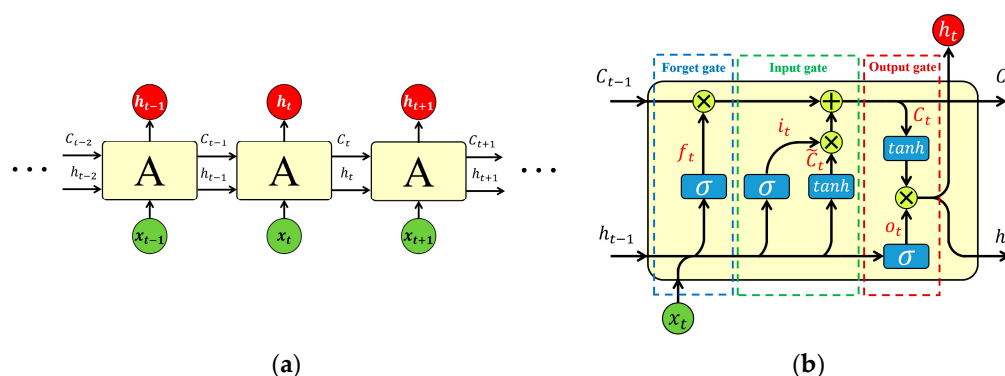 h_{t-1} h_t h_{t+1}
C_{t-2} C_{t-1} C_t C_{t+1}
... A A A ...
h_{t-2} h_{t-1} h_t h_{t+1}
x_{t-1} x_t x_{t+1}
(a)
h_t
Forget gate Input gate Output gate
C_{t-1} × + C
C_t
i_t tanh
f_t × C̃_t
σ σ tanh ×
o_t
h_{t-1} σ h
x_t
(b)